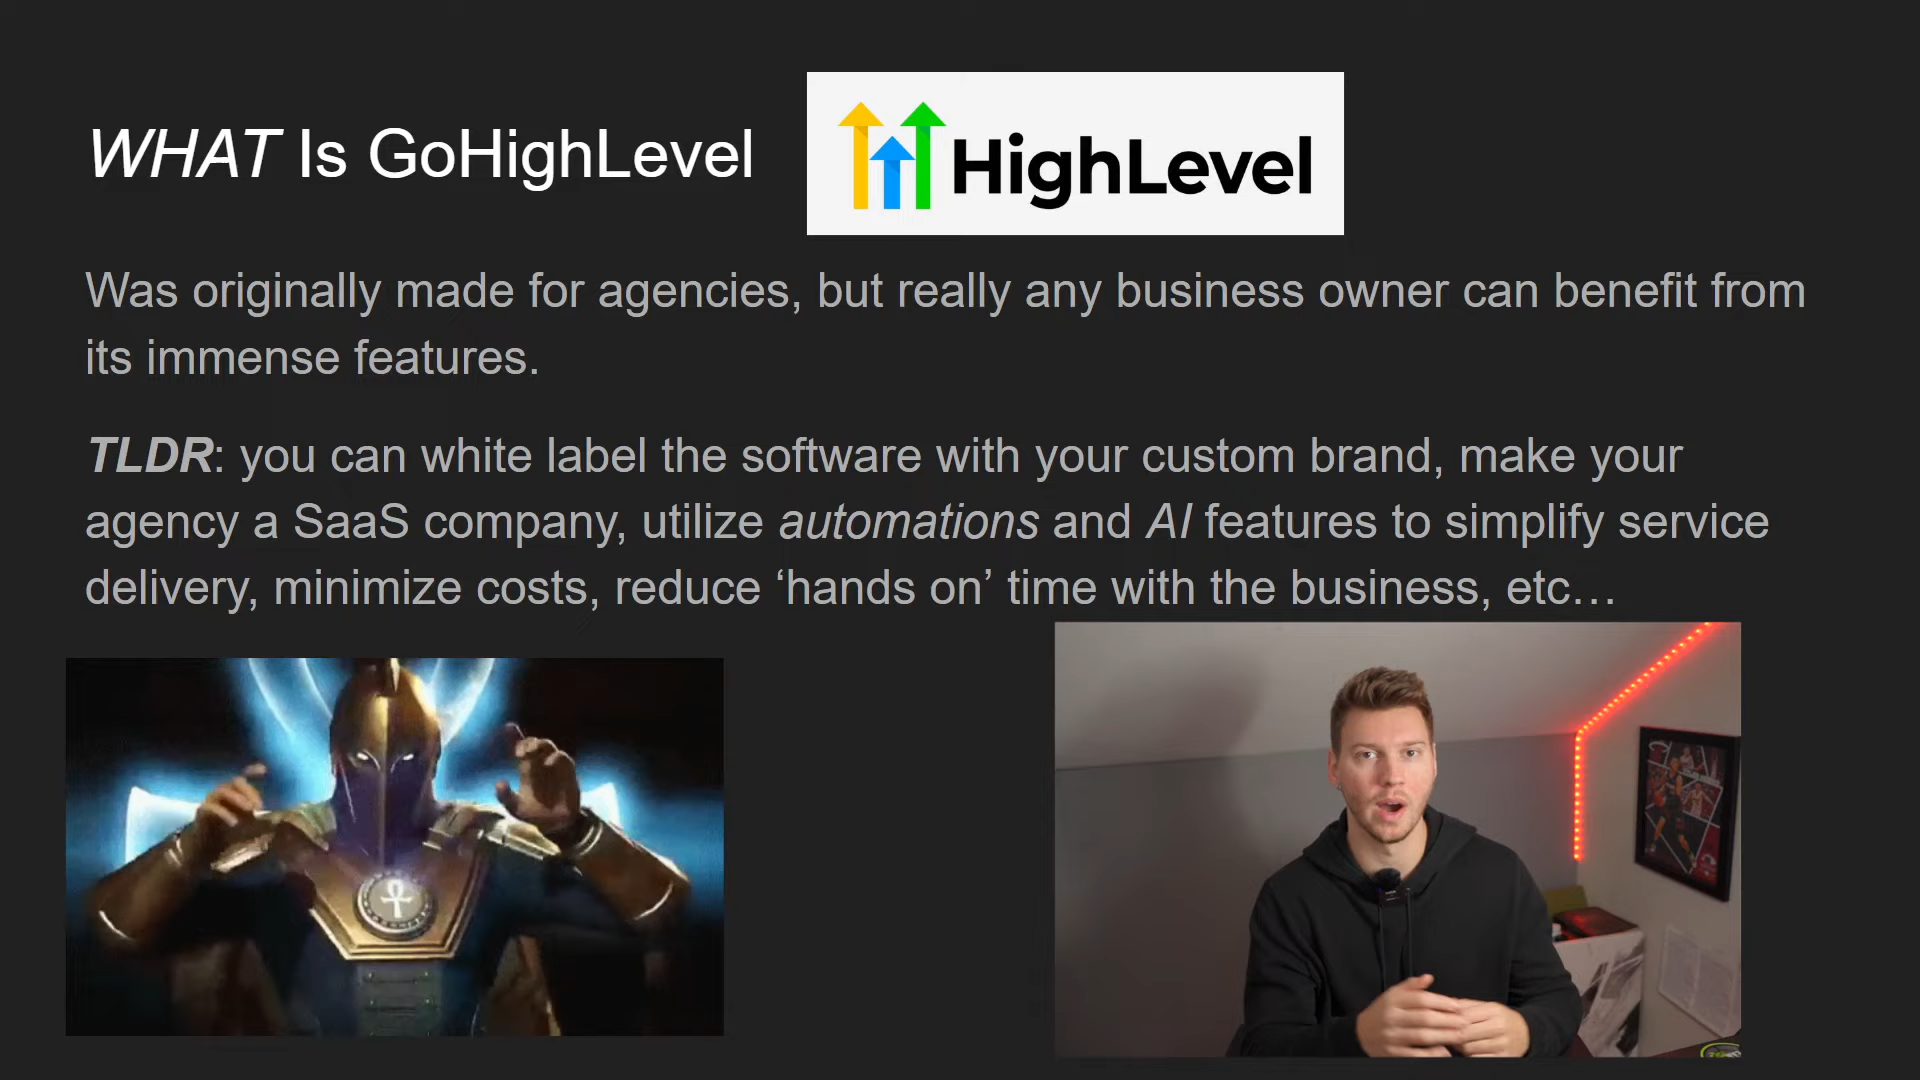 WHAT Is GoHighLevel
HighLevel
Was originally made for agencies, but really any business owner can benefit from
its immense features.
TLDR: you can white label the software with your custom brand, make your
agency a SaaS company, utilize automations and AI features to simplify service
delivery, minimize costs, reduce ‘hands on’ time with the business, etc…